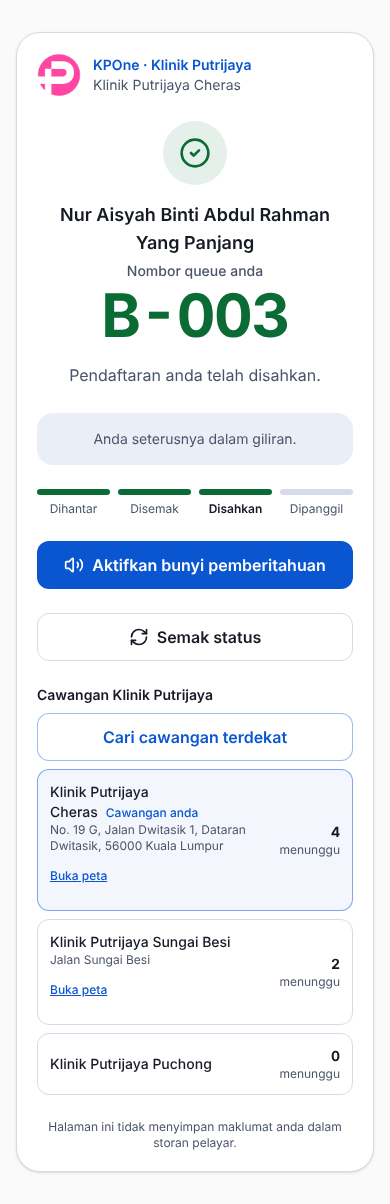 KPOne · Klinik Putrijaya
Klinik Putrijaya Cheras
Nur Aisyah Binti Abdul Rahman
Yang Panjang
Nombor queue anda
B-003
Pendaftaran anda telah disahkan.
Anda seterusnya dalam giliran.
Dihantar Disemak Disahkan Dipanggil
Aktifkan bunyi pemberitahuan
Semak status
Cawangan Klinik Putrijaya
Cari cawangan terdekat
Klinik Putrijaya
Cheras Cawangan anda
No. 19 G, Jalan Dwitasik 1, Dataran
Dwitasik, 56000 Kuala Lumpur
4
menunggu
Buka peta
Klinik Putrijaya Sungai Besi
Jalan Sungai Besi
2
menunggu
Buka peta
Klinik Putrijaya Puchong
0
menunggu
Halaman ini tidak menyimpan maklumat anda dalam
storan pelayar.